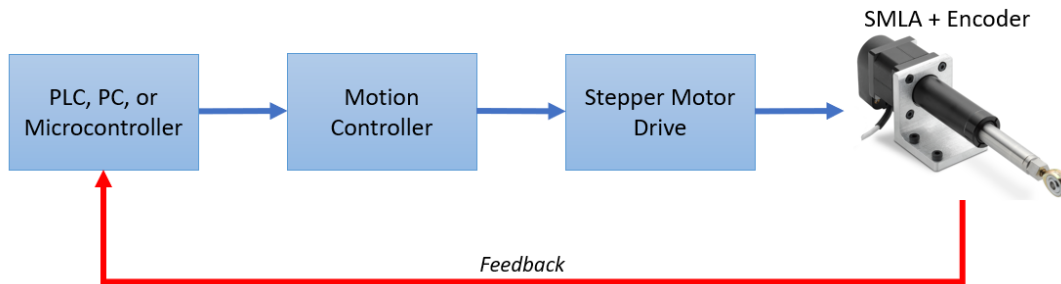 SMLA + Encoder
PLC, PC, or
Microcontroller
Motion
Controller
Stepper Motor
Drive
Feedback